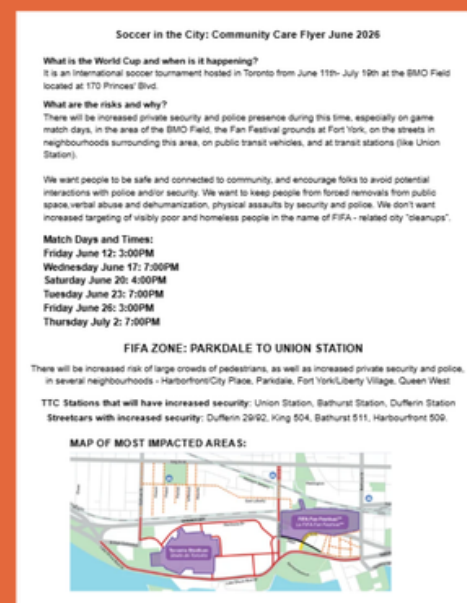 Soccer in the City: Community Care Flyer June 2026
What is the World Cup and when is it happening?
It is an International soccer tournament hosted in Toronto from June 11th- July 19th at the BMO Field
located at 170 Princes' Blvd.
What are the risks and why?
There will be increased private security and police presence during this time, especially on game
match days, in the area of the BMO Field, the Fan Festival grounds at Fort York, on the streets in
neighbourhoods surrounding this area, on public transit vehicles, and at transit stations (like Union
Station).
We want people to be safe and connected to community, and encourage folks to avoid potential
interactions with police and/or security. We want to keep people from forced removals from public
space,verbal abuse and dehumanization, physical assaults by security and police. We don't want
increased targeting of visibly poor and homeless people in the name of FIFA - related city "cleanups".
Match Days and Times:
Friday June 12: 3:00PM
Wednesday June 17: 7:00PM
Saturday June 20: 4:00PM
Tuesday June 23: 7:00PM
Friday June 26: 3:00PM
Thursday July 2: 7:00PM
FIFA ZONE: PARKDALE TO UNION STATION
There will be increased risk of large crowds of pedestrians, as well as increased private security and police,
in several neighbourhoods - Harborfront/City Place, Parkdale, Fort York/Liberty Village, Queen West
TTC Stations that will have increased security: Union Station, Bathurst Station, Dufferin Station
Streetcars with increased security: Dufferin 29/92, King 504, Bathurst 511, Harbourfront 509.
MAP OF MOST IMPACTED AREAS:
FIFA Fan Festival™
Le FIFA Fan Festival™
Toronto Stadium
Stade de Toronto